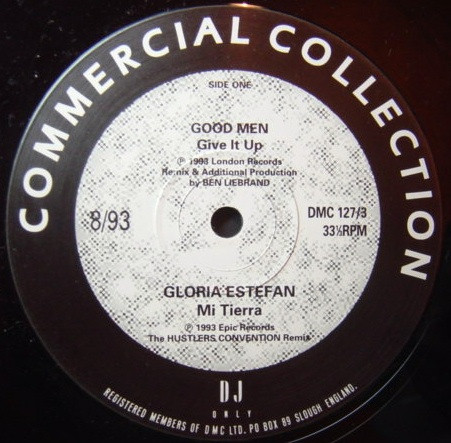 COMMERCIAL COLLECTION
SIDE ONE
GOOD MEN
Give It Up
℗ 1993 London Records
Remix & Additional Production
by BEN LIEBRAND
8/93
DMC 127/3
33⅓RPM
GLORIA ESTEFAN
Mi Tierra
℗ 1993 Epic Records
The HUSTLERS CONVENTION Remix
DJ
ONLY
REGISTERED MEMBERS OF DMC LTD. PO BOX 89 SLOUGH ENGLAND.